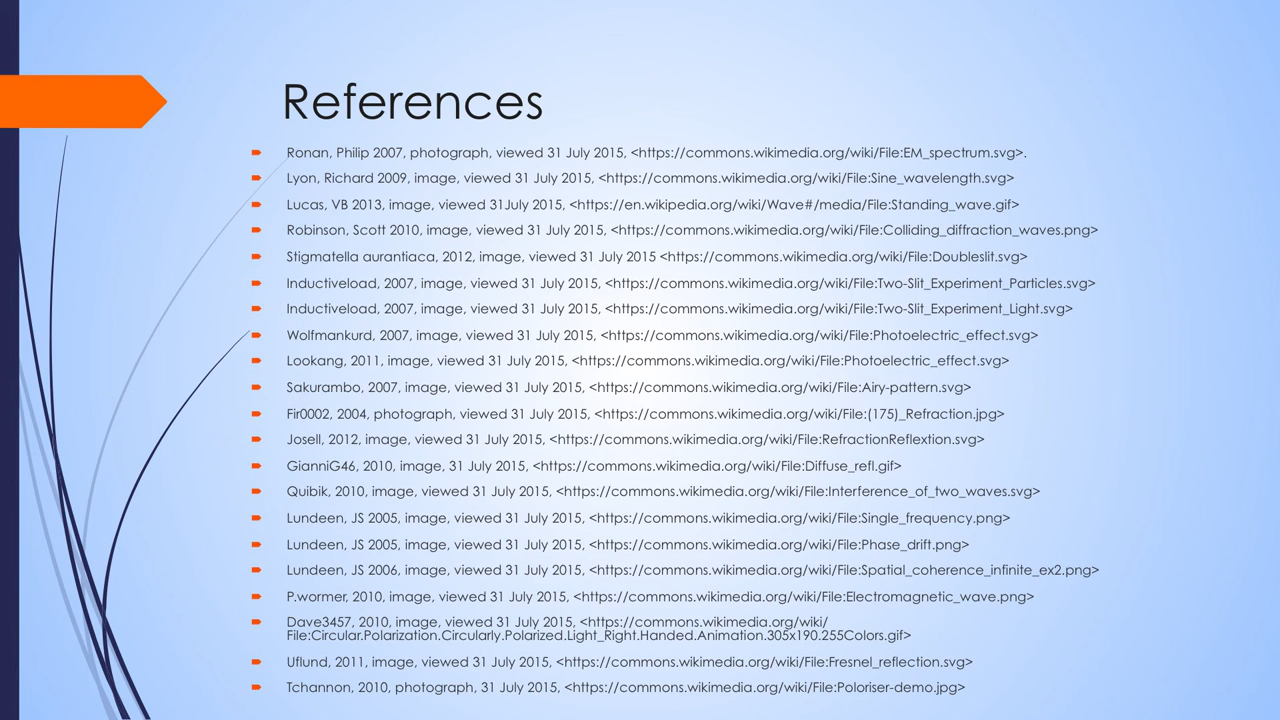 References
Ronan, Philip 2007, photograph, viewed 31 July 2015, <https://commons.wikimedia.org/wiki/File:EM_spectrum.svg>.
Lyon, Richard 2009, image, viewed 31 July 2015, <https://commons.wikimedia.org/wiki/File:Sine_wavelength.svg>
Lucas, VB 2013, image, viewed 31July 2015, <https://en.wikipedia.org/wiki/Wave#/media/File:Standing_wave.gif>
Robinson, Scott 2010, image, viewed 31 July 2015, <https://commons.wikimedia.org/wiki/File:Colliding_diffraction_waves.png>
Stigmatella aurantiaca, 2012, image, viewed 31 July 2015 <https://commons.wikimedia.org/wiki/File:Doubleslit.svg>
Inductiveload, 2007, image, viewed 31 July 2015, <https://commons.wikimedia.org/wiki/File:Two-Slit_Experiment_Particles.svg>
Inductiveload, 2007, image, viewed 31 July 2015, <https://commons.wikimedia.org/wiki/File:Two-Slit_Experiment_Light.svg>
Wolfmankurd, 2007, image, viewed 31 July 2015, <https://commons.wikimedia.org/wiki/File:Photoelectric_effect.svg>
Lookang, 2011, image, viewed 31 July 2015, <https://commons.wikimedia.org/wiki/File:Photoelectric_effect.svg>
Sakurambo, 2007, image, viewed 31 July 2015, <https://commons.wikimedia.org/wiki/File:Airy-pattern.svg>
Fir0002, 2004, photograph, viewed 31 July 2015, <https://commons.wikimedia.org/wiki/File:(175)_Refraction.jpg>
Josell, 2012, image, viewed 31 July 2015, <https://commons.wikimedia.org/wiki/File:RefractionReflextion.svg>
GianniG46, 2010, image, 31 July 2015, <https://commons.wikimedia.org/wiki/File:Diffuse_refl.gif>
Quibik, 2010, image, viewed 31 July 2015, <https://commons.wikimedia.org/wiki/File:Interference_of_two_waves.svg>
Lundeen, JS 2005, image, viewed 31 July 2015, <https://commons.wikimedia.org/wiki/File:Single_frequency.png>
Lundeen, JS 2005, image, viewed 31 July 2015, <https://commons.wikimedia.org/wiki/File:Phase_drift.png>
Lundeen, JS 2006, image, viewed 31 July 2015, <https://commons.wikimedia.org/wiki/File:Spatial_coherence_infinite_ex2.png>
P.wormer, 2010, image, viewed 31 July 2015, <https://commons.wikimedia.org/wiki/File:Electromagnetic_wave.png>
Dave3457, 2010, image, viewed 31 July 2015, <https://commons.wikimedia.org/wiki/
File:Circular.Polarization.Circularly.Polarized.Light_Right.Handed.Animation.305x190.255Colors.gif>
Uflund, 2011, image, viewed 31 July 2015, <https://commons.wikimedia.org/wiki/File:Fresnel_reflection.svg>
Tchannon, 2010, photograph, 31 July 2015, <https://commons.wikimedia.org/wiki/File:Poloriser-demo.jpg>